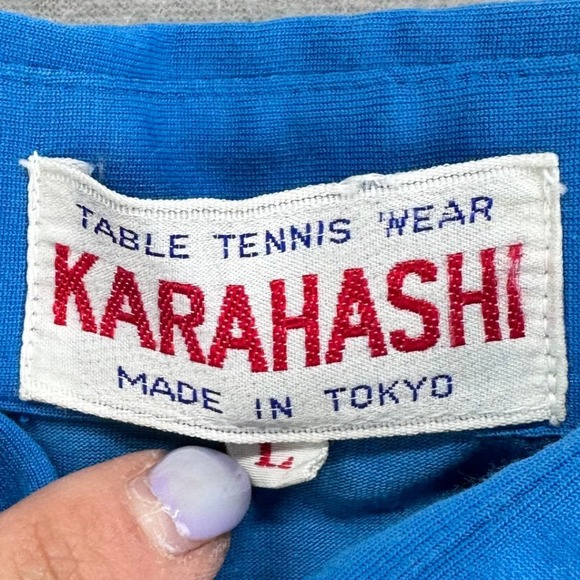 TABLE TENNIS WEAR
KARAHASHI
MADE IN TOKYO
L